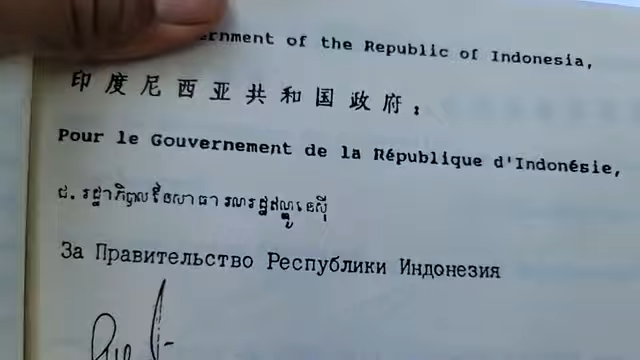 ernment of the Republic of Indonesia,
印度尼西亚共和国政府：
Pour le Gouvernement de la République d'Indonésie,
ជ. រដ្ឋាភិបាលនៃសាធារណរដ្ឋឥណ្ឌូនេស៊ី
За Правительство Республики Индонезия